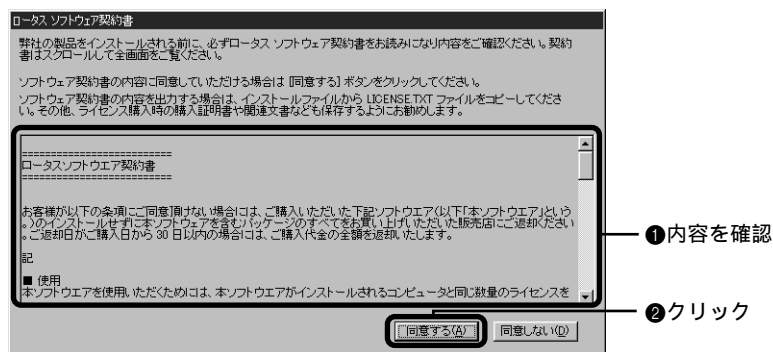 ロータス ソフトウェア契約書
弊社の製品をインストールされる前に、必ずロータス ソフトウェア契約書をお読みになり内容をご確認ください。契約
書はスクロールして全画面をご覧ください。
ソフトウェア契約書の内容に同意していただける場合は [同意する] ボタンをクリックしてください。
ソフトウェア契約書の内容を出力する場合は、インストールファイルから LICENSE.TXT ファイルをコピーしてくださ
い。その他、ライセンス購入時の購入証明書や関連文書なども保存するようにお勧めします。
=========================
ロータスソフトウエア契約書
=========================
お客様が以下の条項にご同意頂けない場合には、ご購入いただいた下記ソフトウエア(以下「本ソフトウエア」という
。)のインストールせずに本ソフトウェアを含むパッケージのすべてをお買い上げいただいた販売店にご返却ください
。ご返却日がご購入日から 30 日以内の場合には、ご購入代金の全額を返却いたします。
記
■ 使用
本ソフトウエアを使用いただくためには、本ソフトウエアがインストールされるコンピュータと同じ数量のライセンスを
❶内容を確認
❷クリック
同意する(A) 同意しない(D)